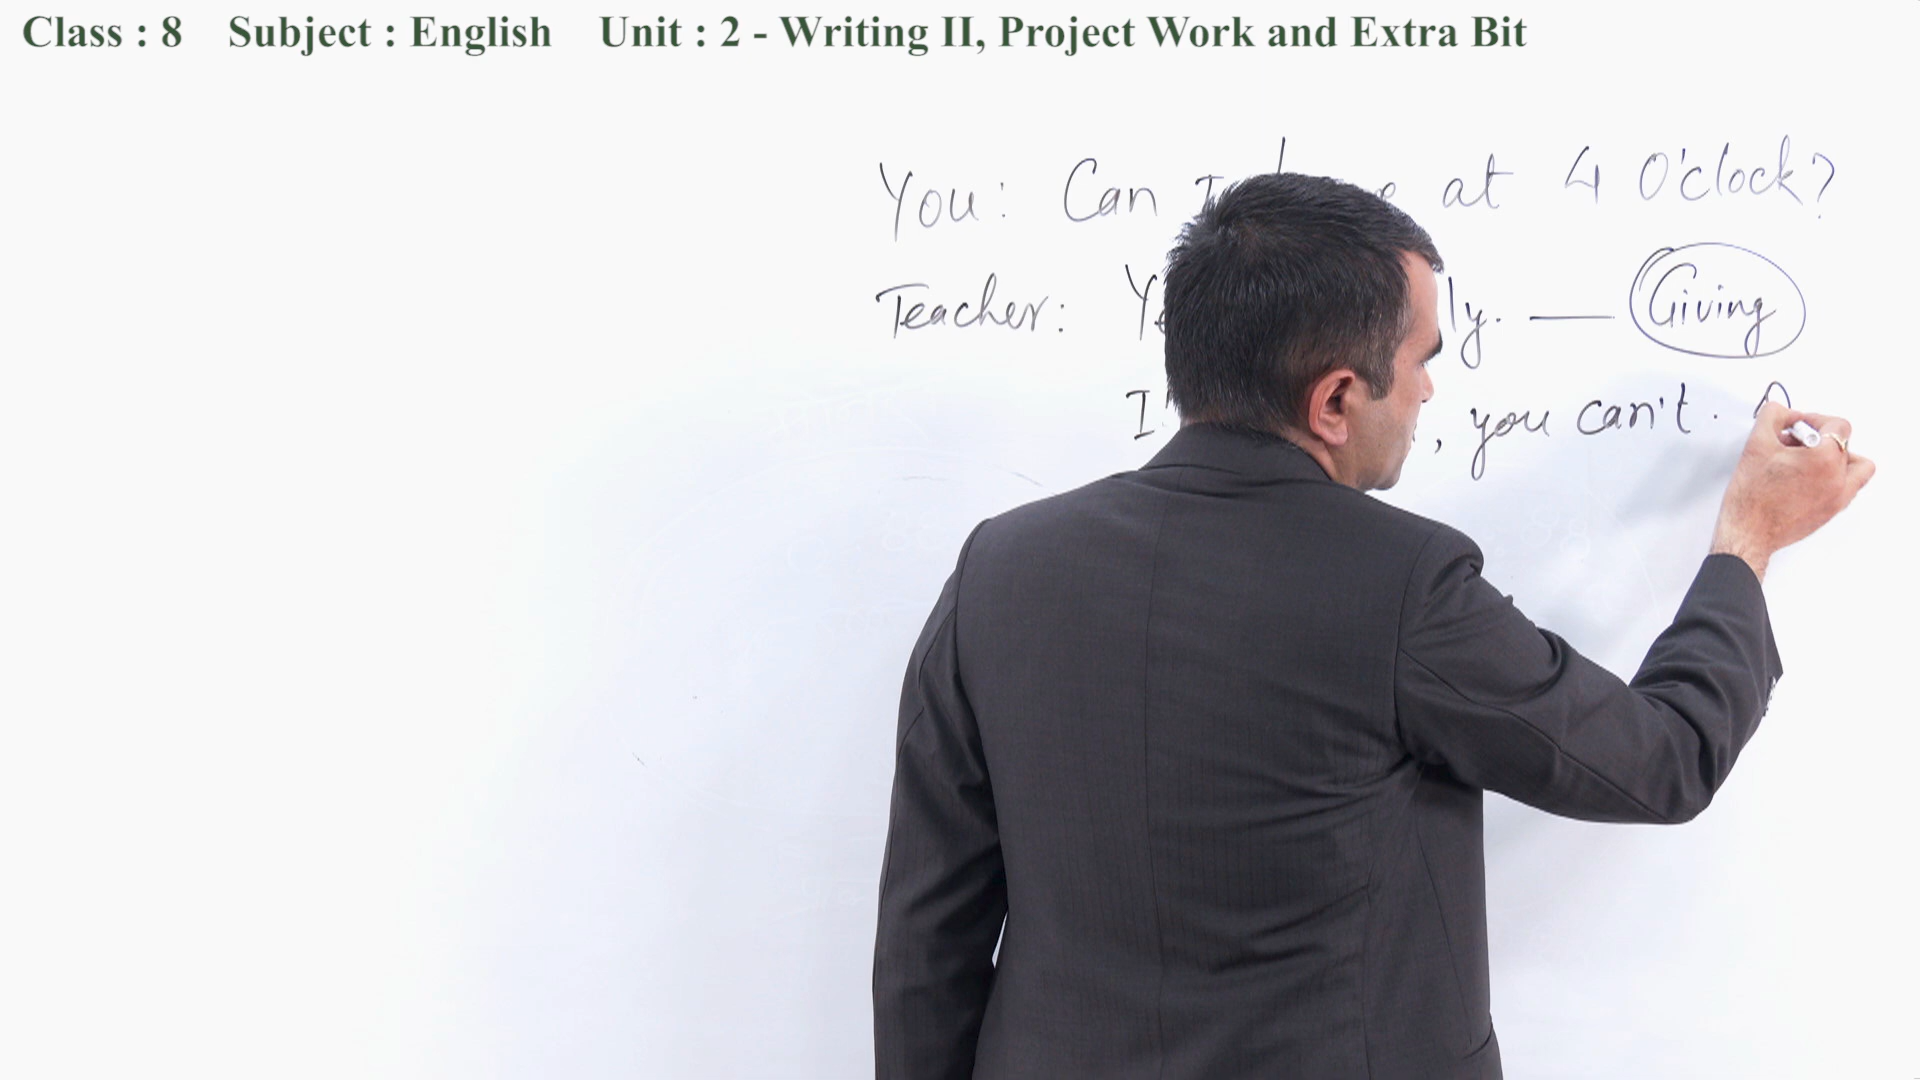 Class : 8 Subject : English Unit : 2 - Writing II, Project Work and Extra Bit
You: Can I at 4 O'clock?
Teacher: ly. — Giving
, you can't.